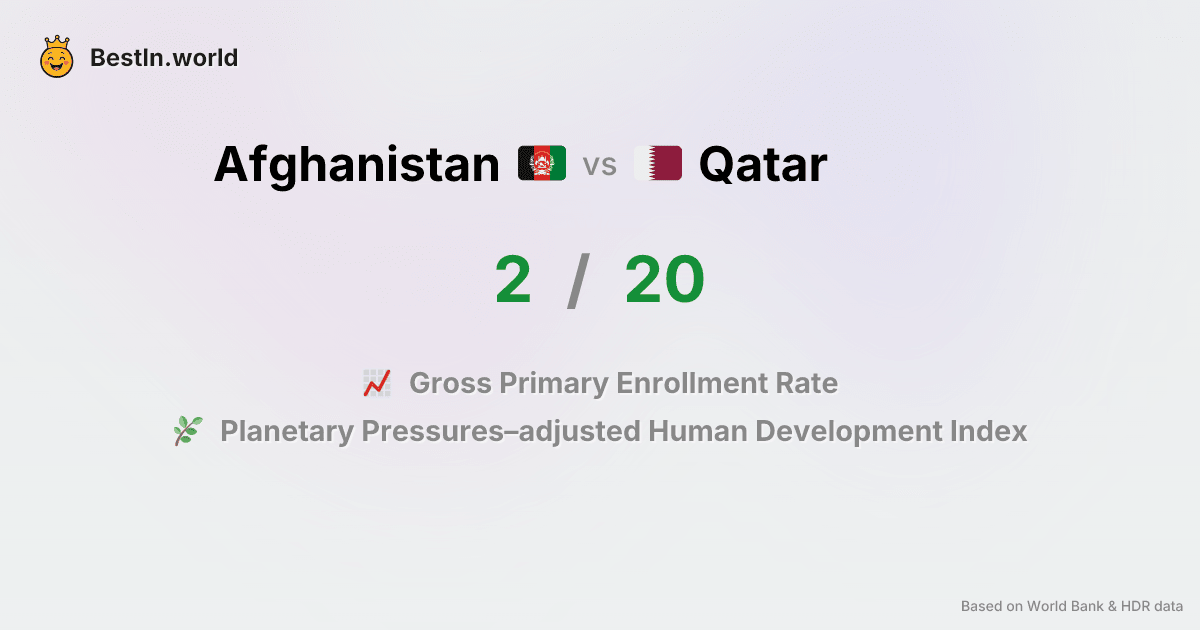 BestIn.world
Afghanistan vs Qatar
2 / 20
Gross Primary Enrollment Rate
Planetary Pressures–adjusted Human Development Index
Based on World Bank & HDR data